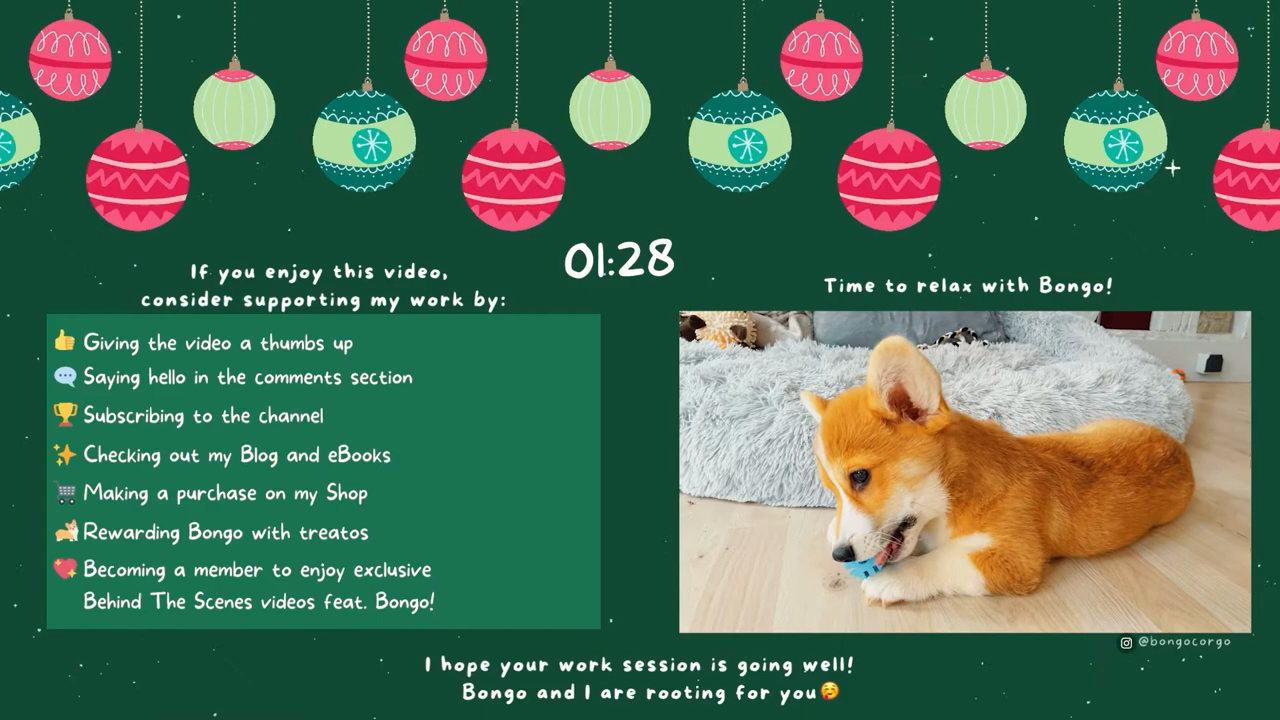 01:28
If you enjoy this video,
consider supporting my work by:
👍 Giving the video a thumbs up
💬 Saying hello in the comments section
🏆 Subscribing to the channel
✨ Checking out my Blog and eBooks
🛒 Making a purchase on my Shop
🐕 Rewarding Bongo with treatos
💖 Becoming a member to enjoy exclusive
Behind The Scenes videos feat. Bongo!
Time to relax with Bongo!
@bongocorgo
I hope your work session is going well!
Bongo and I are rooting for you🥰